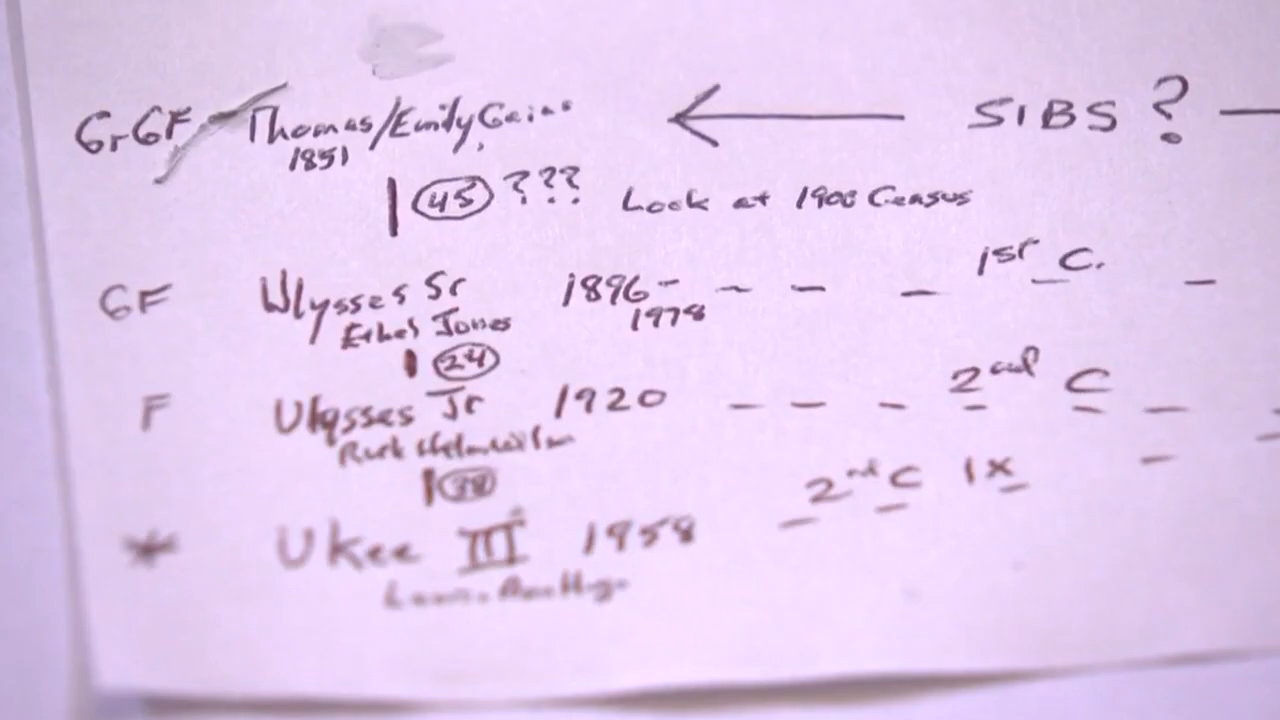 GrGF Thomas/Emily ← SIBS ?
1851
45 ??? Look at 1900 Census
GF Ulysses Sr 1896 - - - - 1st C. -
Ethel Jones 1978
24
F Ulysses Jr 1920 - - - 2nd C -
38
* Ukee III 1958 - 2nd C 1x -